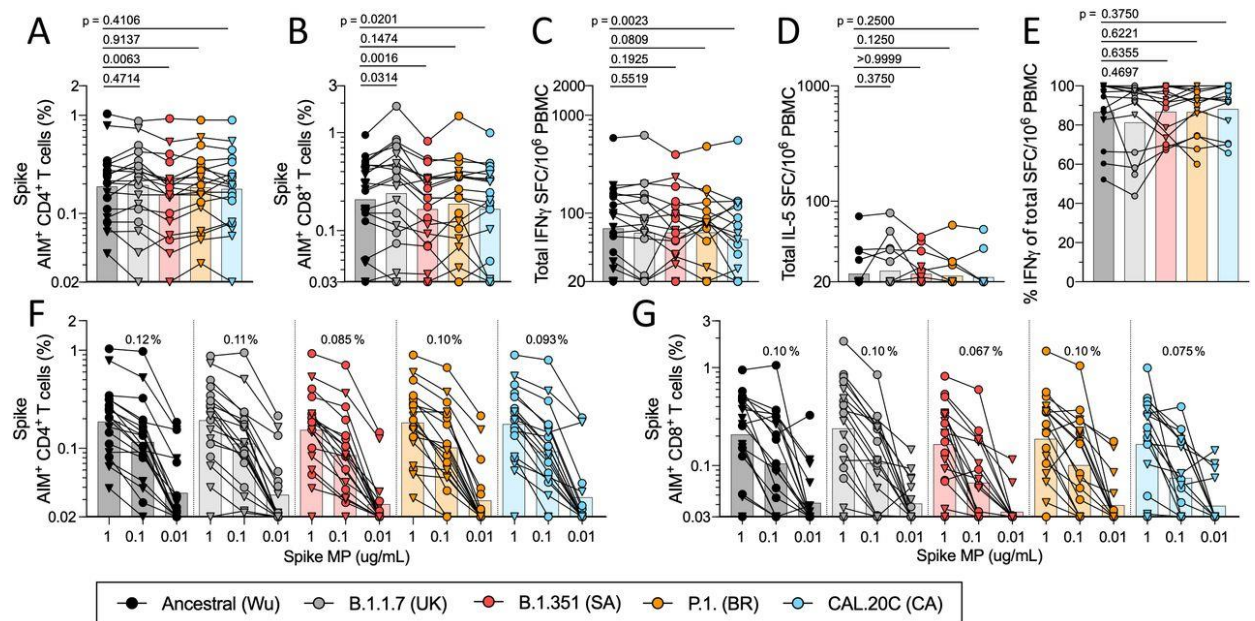 A
p = 0.4106
0.9137
0.0063
0.4714
Spike
AIM+ CD4+ T cells (%)
2
1
0.1
0.02
B
p = 0.0201
0.1474
0.0016
0.0314
Spike
AIM+ CD8+ T cells (%)
3
1
0.1
0.03
C
p = 0.0023
0.0809
0.1925
0.5519
Total IFNγ SFC/10^6 PBMC
2000
1000
100
20
D
p = 0.2500
0.1250
>0.9999
0.3750
Total IL-5 SFC/10^6 PBMC
1000
100
20
E
p = 0.3750
0.6221
0.6355
0.4697
% IFNγ of total SFC/10^6 PBMC
100
80
60
40
20
0
F
Spike
AIM+ CD4+ T cells (%)
2
1
0.1
0.02
0.12% 0.11% 0.085% 0.10% 0.093%
1 0.1 0.01 1 0.1 0.01 1 0.1 0.01 1 0.1 0.01 1 0.1 0.01
Spike MP (ug/mL)
G
Spike
AIM+ CD8+ T cells (%)
3
1
0.1
0.03
0.10% 0.10% 0.067% 0.10% 0.075%
1 0.1 0.01 1 0.1 0.01 1 0.1 0.01 1 0.1 0.01 1 0.1 0.01
Spike MP (ug/mL)
Ancestral (Wu) B.1.1.7 (UK) B.1.351 (SA) P.1. (BR) CAL.20C (CA)